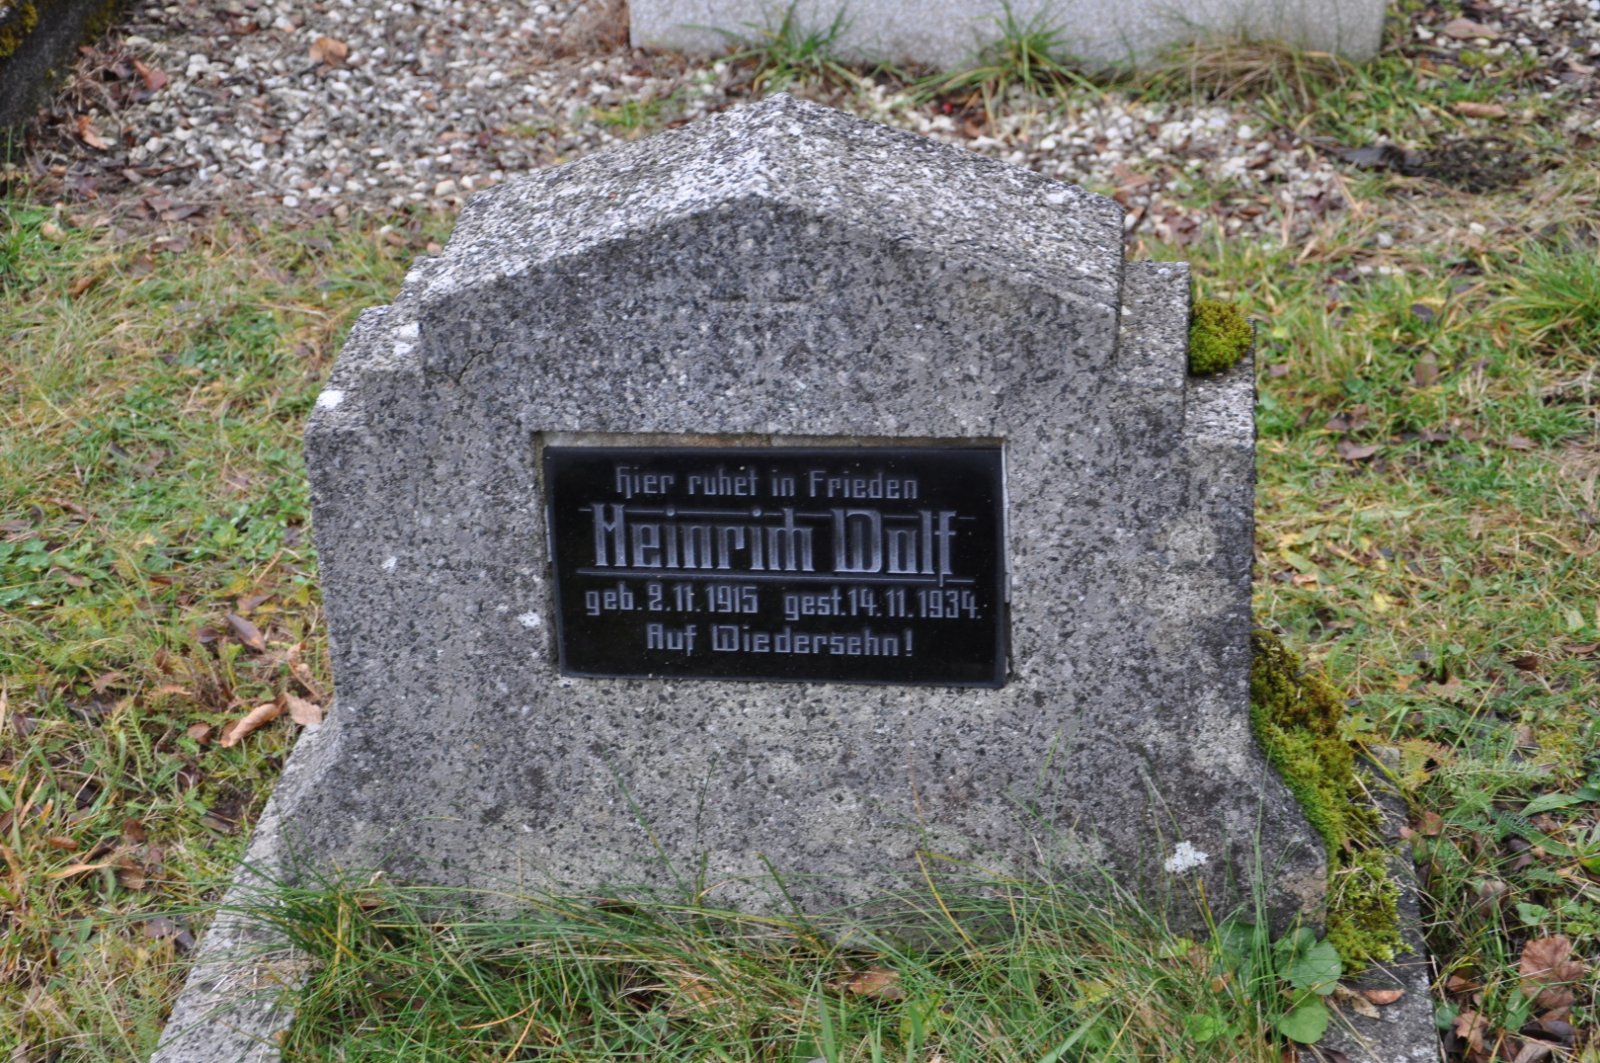 Hier ruhet in Frieden
Heinrich Wolf
geb. 2.11.1915 gest. 14.11.1934.
Auf Wiedersehn!